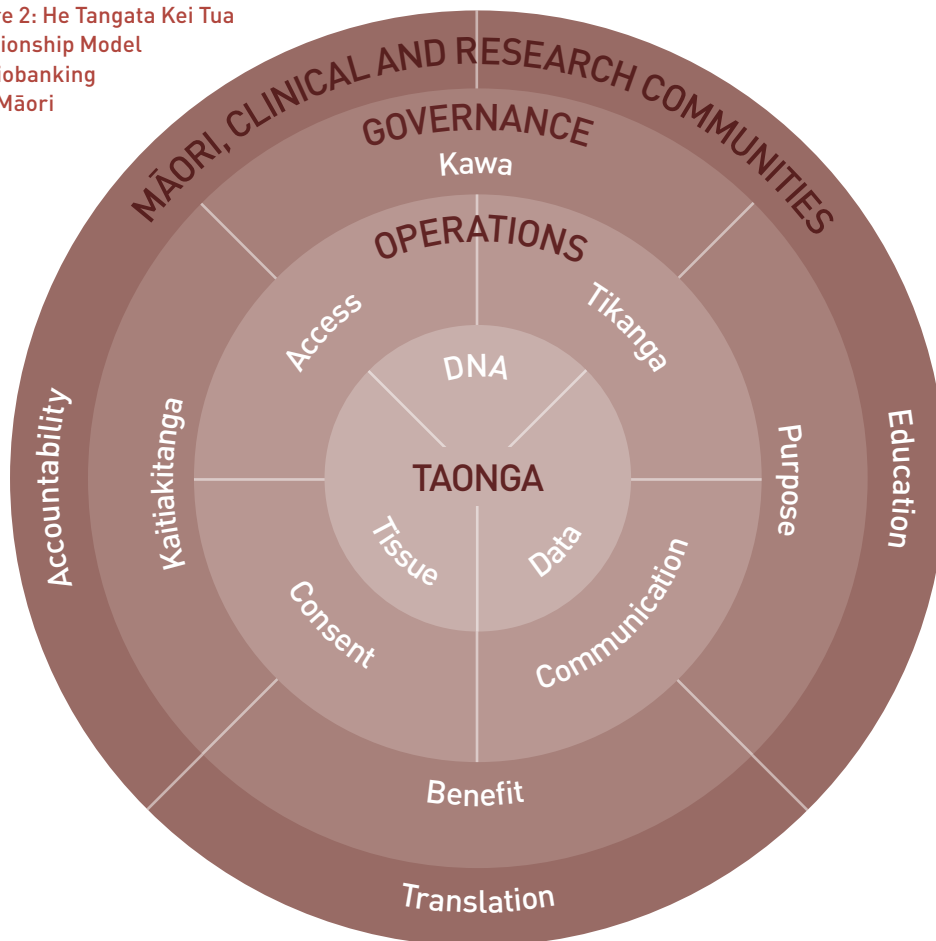 re 2: He Tangata Kei Tua
ionship Model
iobanking
Māori
MĀORI, CLINICAL AND RESEARCH COMMUNITIES
GOVERNANCE
Kawa
OPERATIONS
Access
Tikanga
DNA
TAONGA
Tissue
Data
Accountability
Kaitiakitanga
Purpose
Education
Consent
Communication
Benefit
Translation